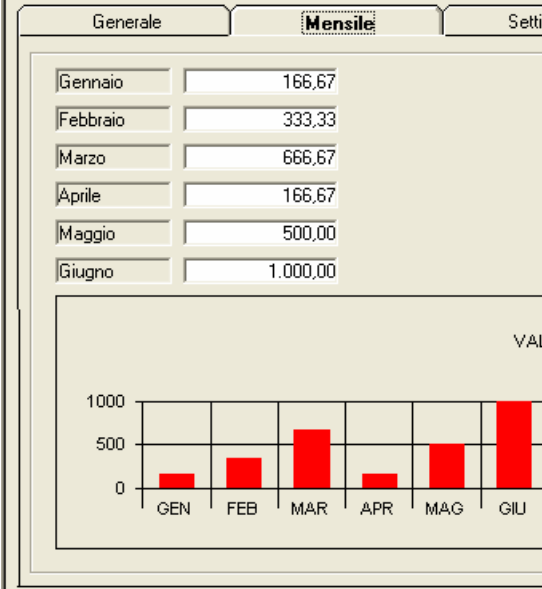 Generale Mensile Setti
Gennaio 166,67
Febbraio 333,33
Marzo 666,67
Aprile 166,67
Maggio 500,00
Giugno 1.000,00
VAL
1000
500
0
GEN FEB MAR APR MAG GIU